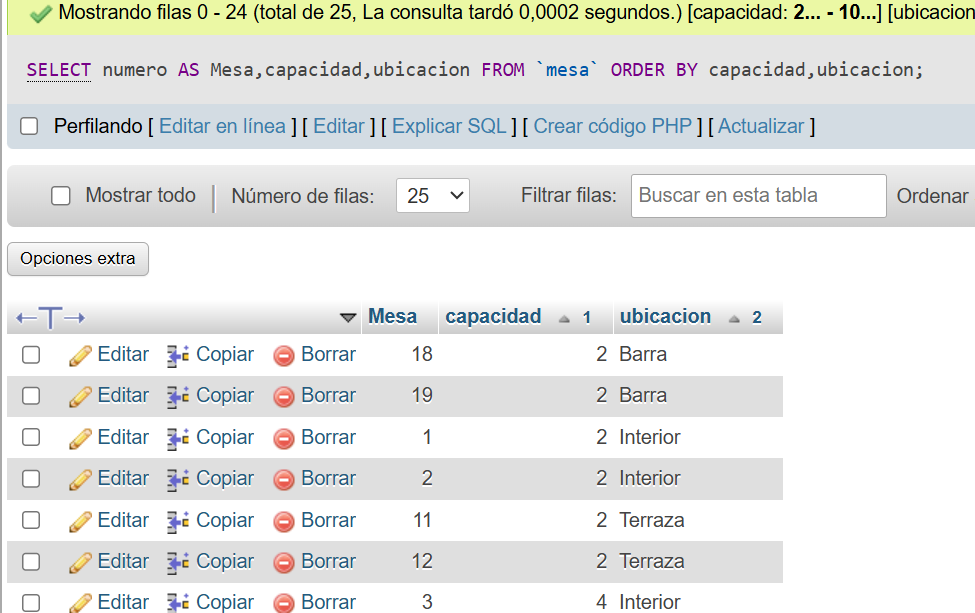 Mostrando filas 0 - 24 (total de 25, La consulta tardó 0,0002 segundos.) [capacidad: 2... - 10...] [ubicacion
SELECT numero AS Mesa,capacidad,ubicacion FROM `mesa` ORDER BY capacidad,ubicacion;
Perfilando [ Editar en línea ] [ Editar ] [ Explicar SQL ] [ Crear código PHP ] [ Actualizar ]
Mostrar todo | Número de filas: 25 Filtrar filas: Buscar en esta tabla Ordenar
Opciones extra
←T→ Mesa capacidad 1 ubicacion 2
Editar Copiar Borrar 18 2 Barra
Editar Copiar Borrar 19 2 Barra
Editar Copiar Borrar 1 2 Interior
Editar Copiar Borrar 2 2 Interior
Editar Copiar Borrar 11 2 Terraza
Editar Copiar Borrar 12 2 Terraza
Editar Copiar Borrar 3 4 Interior